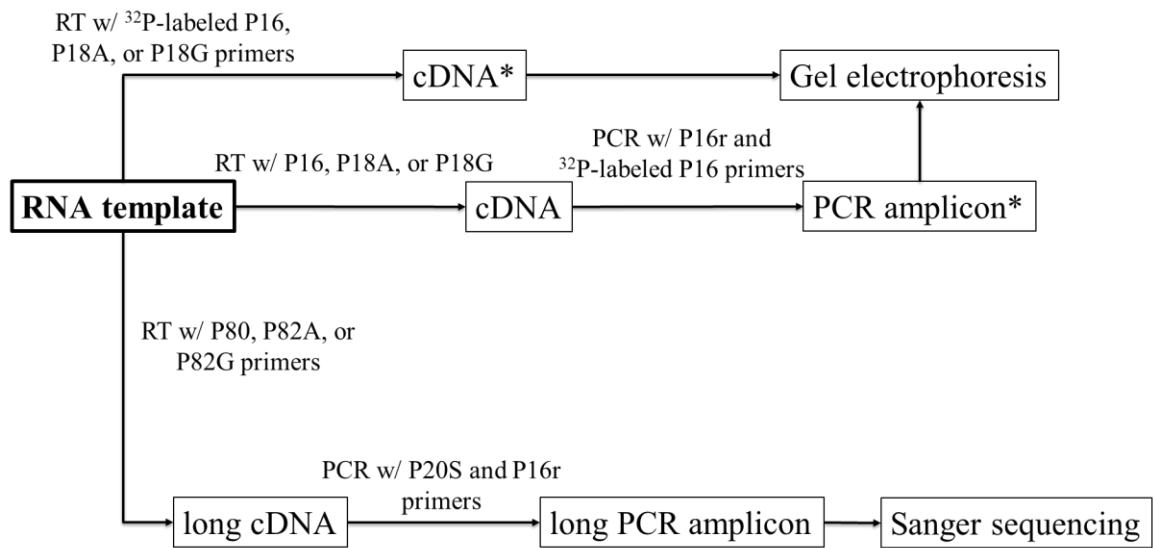 RT w/ ³²P-labeled P16,
P18A, or P18G primers
cDNA*
Gel electrophoresis
PCR w/ P16r and
³²P-labeled P16 primers
RT w/ P16, P18A, or P18G
RNA template
cDNA
PCR amplicon*
RT w/ P80, P82A, or
P82G primers
PCR w/ P20S and P16r
primers
long cDNA
long PCR amplicon
Sanger sequencing